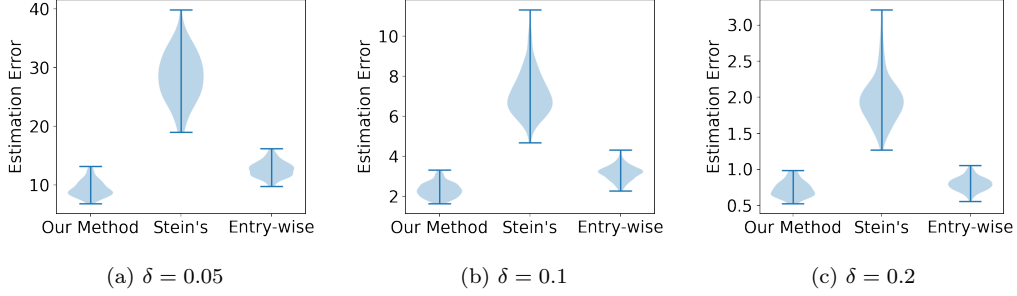 Estimation Error
40
30
20
10
Our Method Stein's Entry-wise
(a) δ = 0.05
Estimation Error
10
8
6
4
2
Our Method Stein's Entry-wise
(b) δ = 0.1
Estimation Error
3.0
2.5
2.0
1.5
1.0
0.5
Our Method Stein's Entry-wise
(c) δ = 0.2